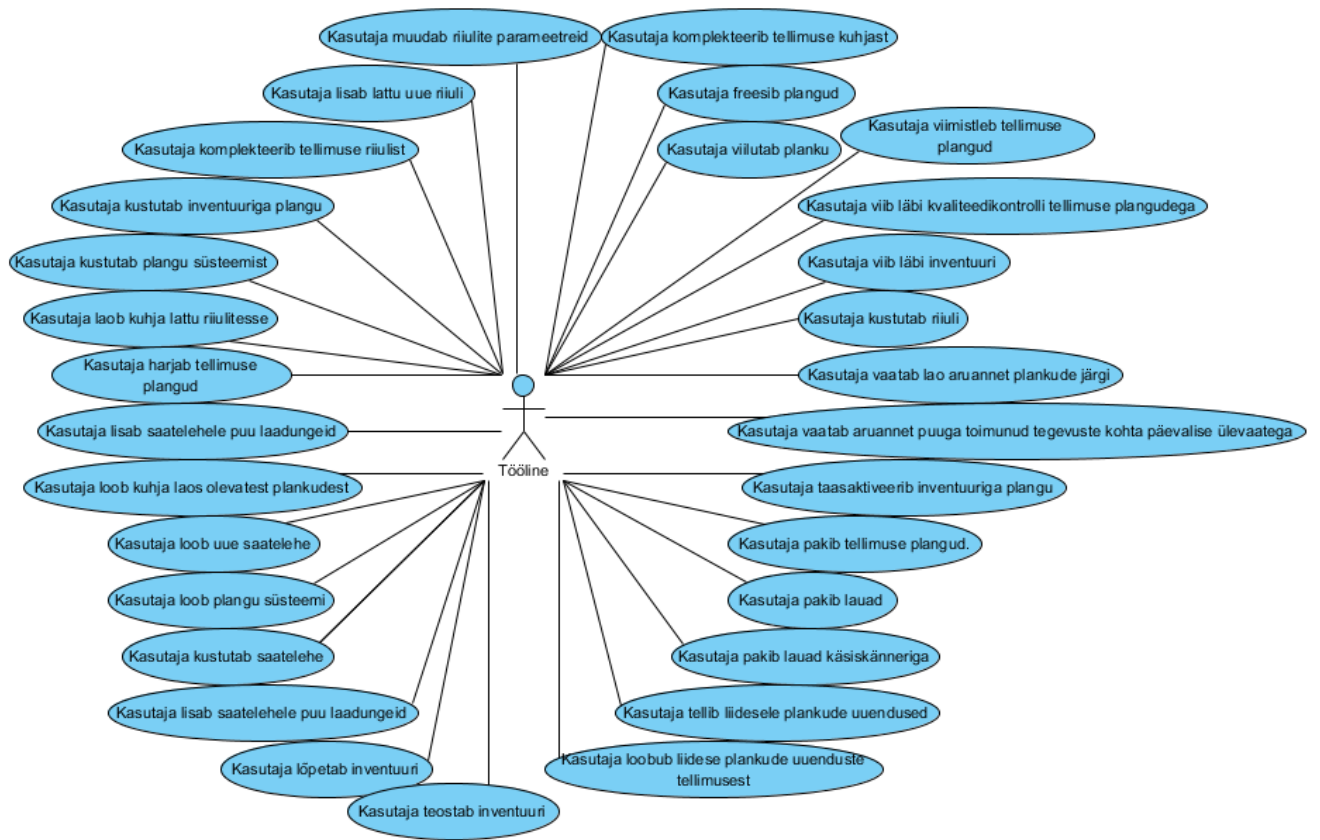 Kasutaja muudab riiulite parameetreid
Kasutaja komplekteerib tellimuse kuhjast
Kasutaja lisab lattu uue riiuli
Kasutaja freesib plangud
Kasutaja viimistleb tellimuse
plangud
Kasutaja komplekteerib tellimuse riiulist
Kasutaja viilutab planku
Kasutaja kustutab inventuuriga plangu
Kasutaja viib läbi kvaliteedikontrolli tellimuse plangudega
Kasutaja kustutab plangu süsteemist
Kasutaja viib läbi inventuuri
Kasutaja laob kuhja lattu riiulitesse
Kasutaja kustutab riiuli
Kasutaja harjab tellimuse
plangud
Kasutaja vaatab lao aruannet plankude järgi
Kasutaja lisab saatelehele puu laadungeid
Kasutaja vaatab aruannet puuga toimunud tegevuste kohta päevalise ülevaatega
Tööline
Kasutaja loob kuhja laos olevatest plankudest
Kasutaja taasaktiveerib inventuuriga plangu
Kasutaja loob uue saatelehe
Kasutaja pakib tellimuse plangud.
Kasutaja loob plangu süsteemi
Kasutaja pakib lauad
Kasutaja kustutab saatelehe
Kasutaja pakib lauad käsiskänneriga
Kasutaja lisab saatelehele puu laadungeid
Kasutaja tellib liidesele plankude uuendused
Kasutaja lõpetab inventuuri
Kasutaja loobub liidese plankude uuenduste
tellimusest
Kasutaja teostab inventuuri